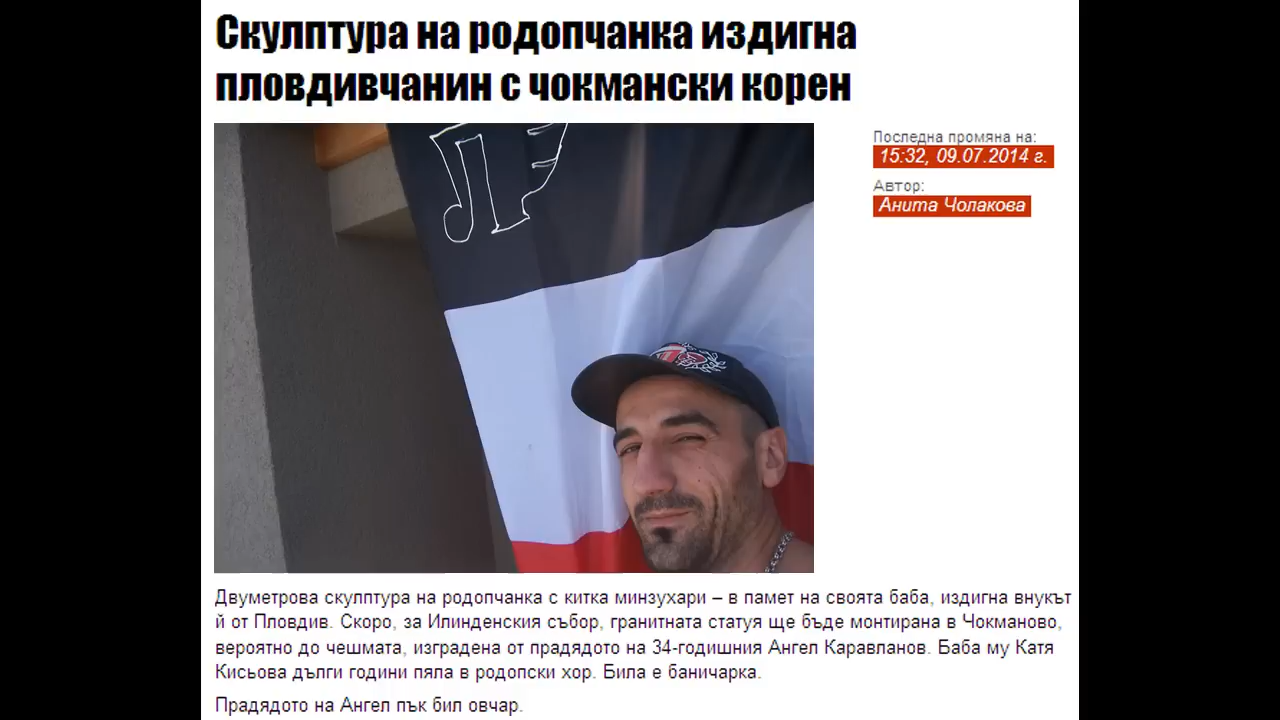 Скулптура на родопчанка издигна
пловдивчанин с чокмански корен
Последна промяна на:
15:32, 09.07.2014 г.
Автор:
Анита Чолакова
Двуметрова скулптура на родопчанка с китка минзухари – в памет на своята баба, издигна внукът
й от Пловдив. Скоро, за Илинденския събор, гранитната статуя ще бъде монтирана в Чокманово,
вероятно до чешмата, изградена от прадядото на 34-годишния Ангел Каравланов. Баба му Катя
Кисьова дълги години пяла в родопски хор. Била е баничарка.
Прадядото на Ангел пък бил овчар.